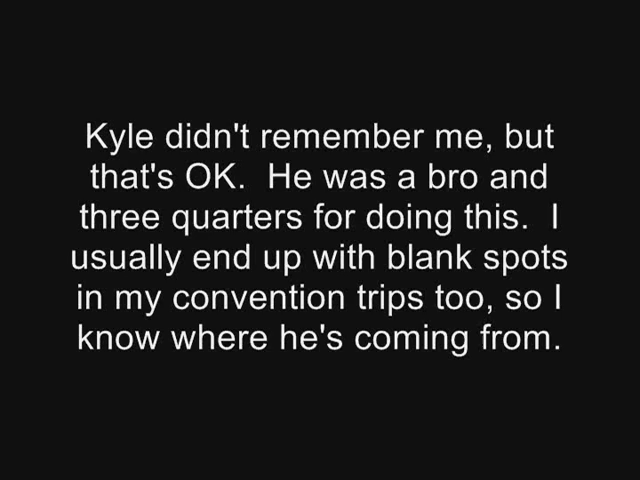 Kyle didn't remember me, but
that's OK.  He was a bro and
three quarters for doing this.  I
usually end up with blank spots
in my convention trips too, so I
know where he's coming from.